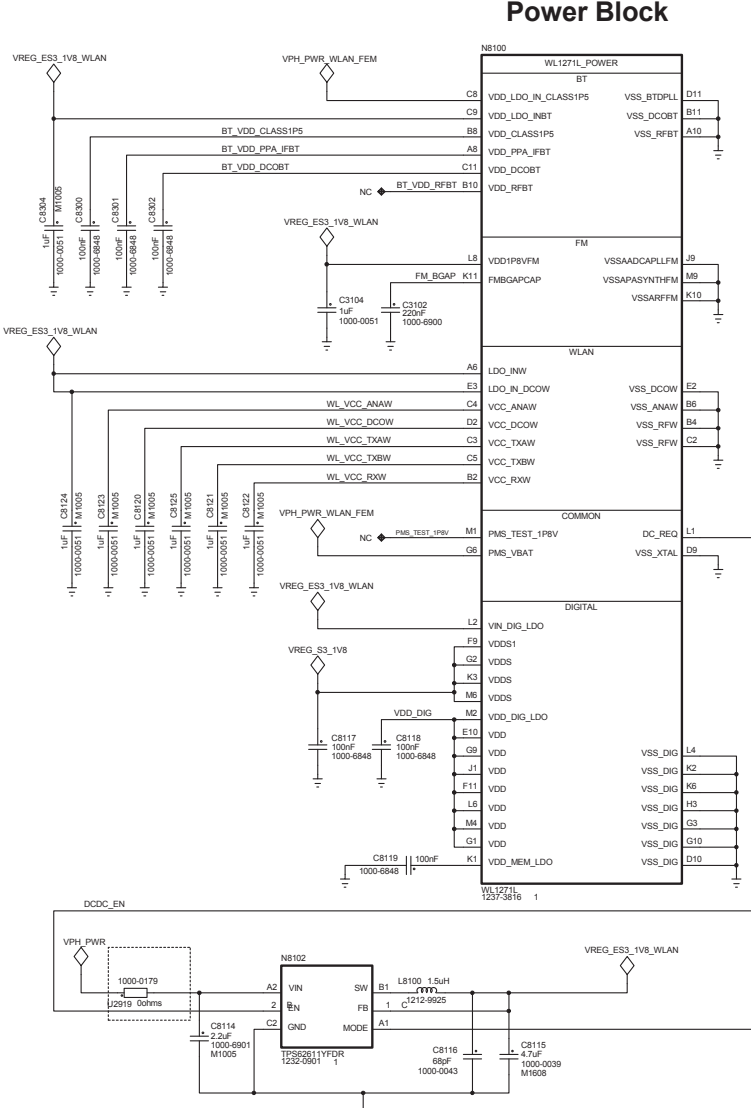 Power Block
N8100
WL1271L_POWER
BT
VREG_ES3_1V8_WLAN
VPH_PWR_WLAN_FEM
C8 VDD_LDO_IN_CLASS1P5 VSS_BTDPLL D11
C9 VDD_LDO_INBT VSS_DCOBT B11
BT_VDD_CLASS1P5 B8 VDD_CLASS1P5 VSS_RFBT A10
BT_VDD_PPA_IFBT A8 VDD_PPA_IFBT
BT_VDD_DCOBT C11 VDD_DCOBT
NC BT_VDD_RFBT B10 VDD_RFBT
C8304 M1005
1uF 1000-0051
C8300
100nF 1000-6848
C8301
100nF 1000-6848
C8302
100nF 1000-6848
VREG_ES3_1V8_WLAN
FM
L8 VDD1P8VFM VSSAADCAPLLFM J9
FM_BGAP K11 FMBGAPCAP VSSAPASYNTHFM M9
VSSARFFM K10
C3104
1uF
1000-0051
C3102
220nF
1000-6900
VREG_ES3_1V8_WLAN
WLAN
A6 LDO_INW
E3 LDO_IN_DCOW VSS_DCOW E2
WL_VCC_ANAW C4 VCC_ANAW VSS_ANAW B6
WL_VCC_DCOW D2 VCC_DCOW VSS_RFW B4
WL_VCC_TXAW C3 VCC_TXAW VSS_RFW C2
WL_VCC_TXBW C5 VCC_TXBW
WL_VCC_RXW B2 VCC_RXW
C8124 M1005
1uF 1000-0051
C8123 M1005
1uF 1000-0051
C8120 M1005
1uF 1000-0051
C8125 M1005
1uF 1000-0051
C8121 M1005
1uF 1000-0051
C8122 M1005
1uF 1000-0051
VPH_PWR_WLAN_FEM
COMMON
NC PMS_TEST_1P8V M1 PMS_TEST_1P8V DC_REQ L1
G6 PMS_VBAT VSS_XTAL D9
VREG_ES3_1V8_WLAN
DIGITAL
L2 VIN_DIG_LDO
VREG_S3_1V8
F9 VDDS1
G2 VDDS
K3 VDDS
M6 VDDS
VDD_DIG M2 VDD_DIG_LDO
E10 VDD
G9 VDD VSS_DIG L4
J1 VDD VSS_DIG K2
F11 VDD VSS_DIG K6
L6 VDD VSS_DIG H3
M4 VDD VSS_DIG G3
G1 VDD VSS_DIG G10
K1 VDD_MEM_LDO VSS_DIG D10
C8117
100nF
1000-6848
C8118
100nF
1000-6848
C8119 100nF
1000-6848
WL1271L
1237-3816 1
DCDC_EN
VPH_PWR
1000-0179
U2919 0ohms
N8102
A2 VIN SW B1
2 B EN FB 1 C
C2 GND MODE A1
TPS62611YFDR
1232-0901 1
C8114
2.2uF
1000-6901
M1005
L8100 1.5uH
1212-9925
VREG_ES3_1V8_WLAN
C8116
68pF
1000-0043
C8115
4.7uF
1000-0039
M1608